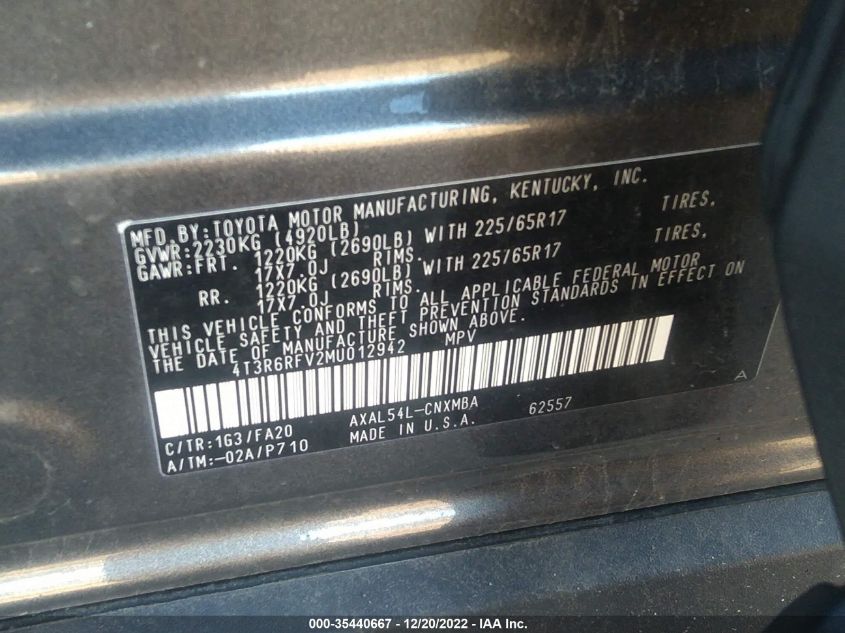 MFD.BY:TOYOTA MOTOR MANUFACTURING, KENTUCKY, INC.
GVWR:2230KG (4920LB)
GAWR:FRT. 1220KG (2690LB) WITH 225/65R17 TIRES,
17X7.0J RIMS.
RR. 1220KG (2690LB) WITH 225/65R17 TIRES,
17X7.0J RIMS.
THIS VEHICLE CONFORMS TO ALL APPLICABLE FEDERAL MOTOR
VEHICLE SAFETY AND THEFT PREVENTION STANDARDS IN EFFECT ON
THE DATE OF MANUFACTURE SHOWN ABOVE.
4T3R6RFV2MU012942 MPV
A
C/TR:1G3/FA20 AXAL54L-CNXMBA 62557
A/TM:-02A/P710 MADE IN U.S.A.
000-35440667 - 12/20/2022 - IAA Inc.